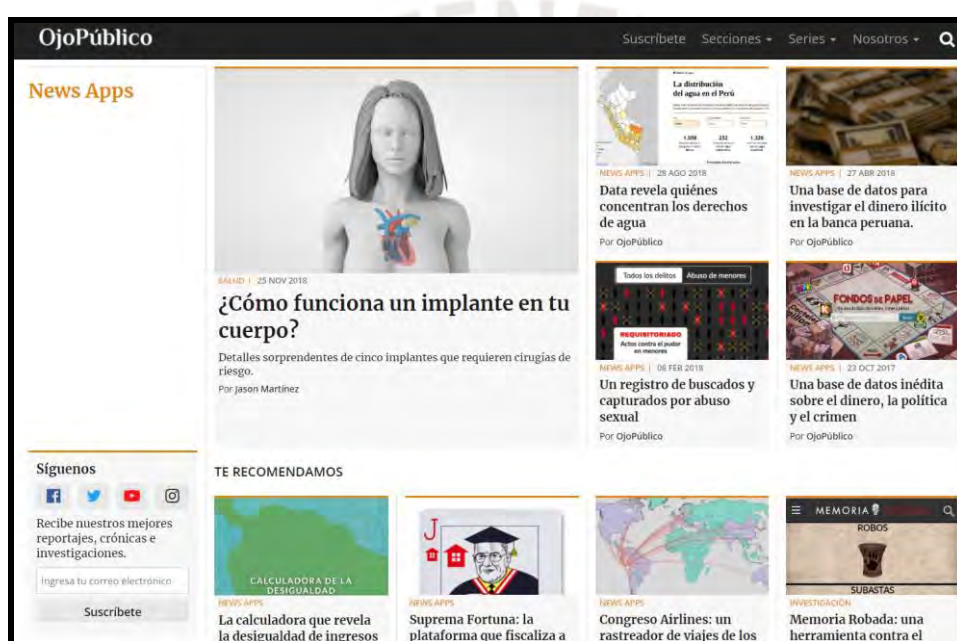 OjoPúblico
Suscríbete Secciones Series Nosotros
News Apps
SALUD | 25 NOV 2018
¿Cómo funciona un implante en tu
cuerpo?
Detalles sorprendentes de cinco implantes que requieren cirugías de
riesgo.
Por Jason Martínez
La distribución
del agua en el Perú
NEWS APPS | 28 AGO 2018
Data revela quiénes
concentran los derechos
de agua
Por OjoPúblico
NEWS APPS | 27 ABR 2018
Una base de datos para
investigar el dinero ilícito
en la banca peruana.
Por OjoPúblico
Todos los delitos Abuso de menores
REQUISITORIADO
Actos contra el pudor
en menores
NEWS APPS | 06 FEB 2018
Un registro de buscados y
capturados por abuso
sexual
Por OjoPúblico
FONDOS DE PAPEL
NEWS APPS | 23 OCT 2017
Una base de datos inédita
sobre el dinero, la política
y el crimen
Por OjoPúblico
Síguenos
Recibe nuestros mejores
reportajes, crónicas e
investigaciones.
Ingresa tu correo electrónico
Suscríbete
TE RECOMENDAMOS
CALCULADORA DE LA
DESIGUALDAD
NEWS APPS
La calculadora que revela
la desigualdad de ingresos
J
NEWS APPS
Suprema Fortuna: la
plataforma que fiscaliza a
NEWS APPS
Congreso Airlines: un
rastreador de viajes de los
MEMORIA
ROBOS
SUBASTAS
INVESTIGACIÓN
Memoria Robada: una
herramienta contra el